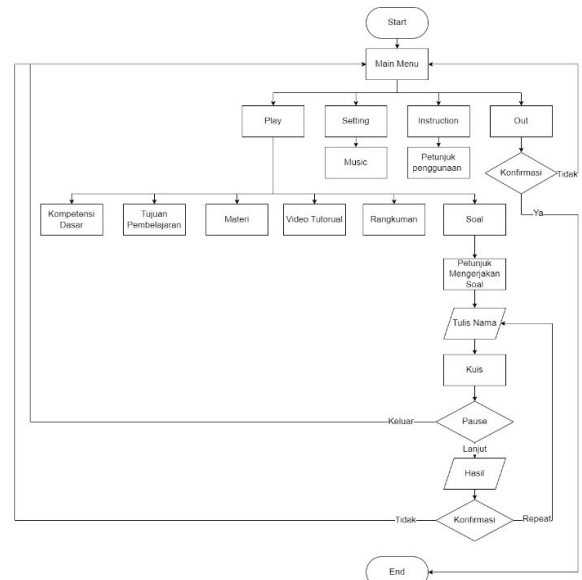 Start
Main Menu
Play
Setting
Instruction
Out
Music
Petunjuk
penggunaan
Konfirmasi
Tidak
Ya
Kompetensi
Dasar
Tujuan
Pembelajaran
Materi
Video Tutorual
Rangkuman
Soal
Petunjuk
Mengerjakan
Soal
Tulis Nama
Kuis
Keluar
Pause
Lanjut
Hasil
Tidak
Konfirmasi
Repeat
End